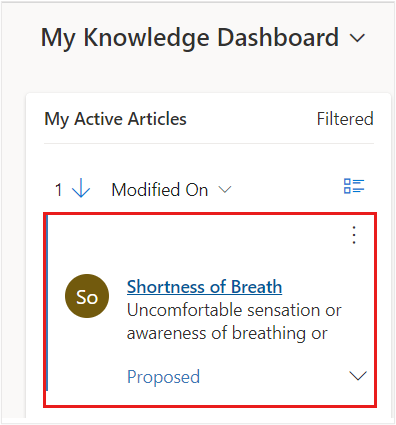 My Knowledge Dashboard
My Active Articles Filtered
1 Modified On
So Shortness of Breath
Uncomfortable sensation or
awareness of breathing or
Proposed